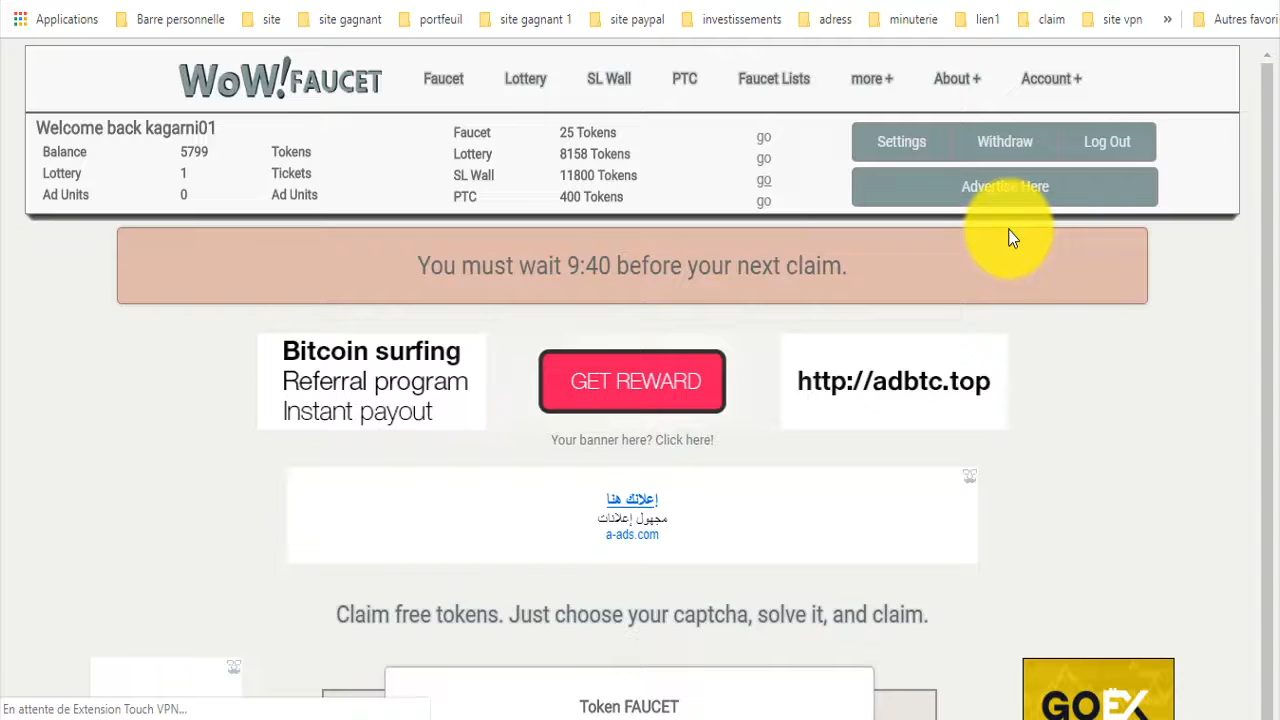 Applications Barre personnelle site site gagnant portfeuil site gagnant 1 site paypal investissements adress minuterie lien1 claim site vpn » Autres favori
WoW! FAUCET Faucet Lottery SL Wall PTC Faucet Lists more + About + Account +
Welcome back kagarni01
Balance 5799 Tokens
Lottery 1 Tickets
Ad Units 0 Ad Units
Faucet 25 Tokens go
Lottery 8158 Tokens go
SL Wall 11800 Tokens go
PTC 400 Tokens go
Settings Withdraw Log Out
Advertise Here
You must wait 9:40 before your next claim.
Bitcoin surfing
Referral program
Instant payout
GET REWARD
http://adbtc.top
Your banner here? Click here!
إعلانك هنا
مجهول إعلانات
a-ads.com
Claim free tokens. Just choose your captcha, solve it, and claim.
Token FAUCET
GOEX
En attente de Extension Touch VPN...